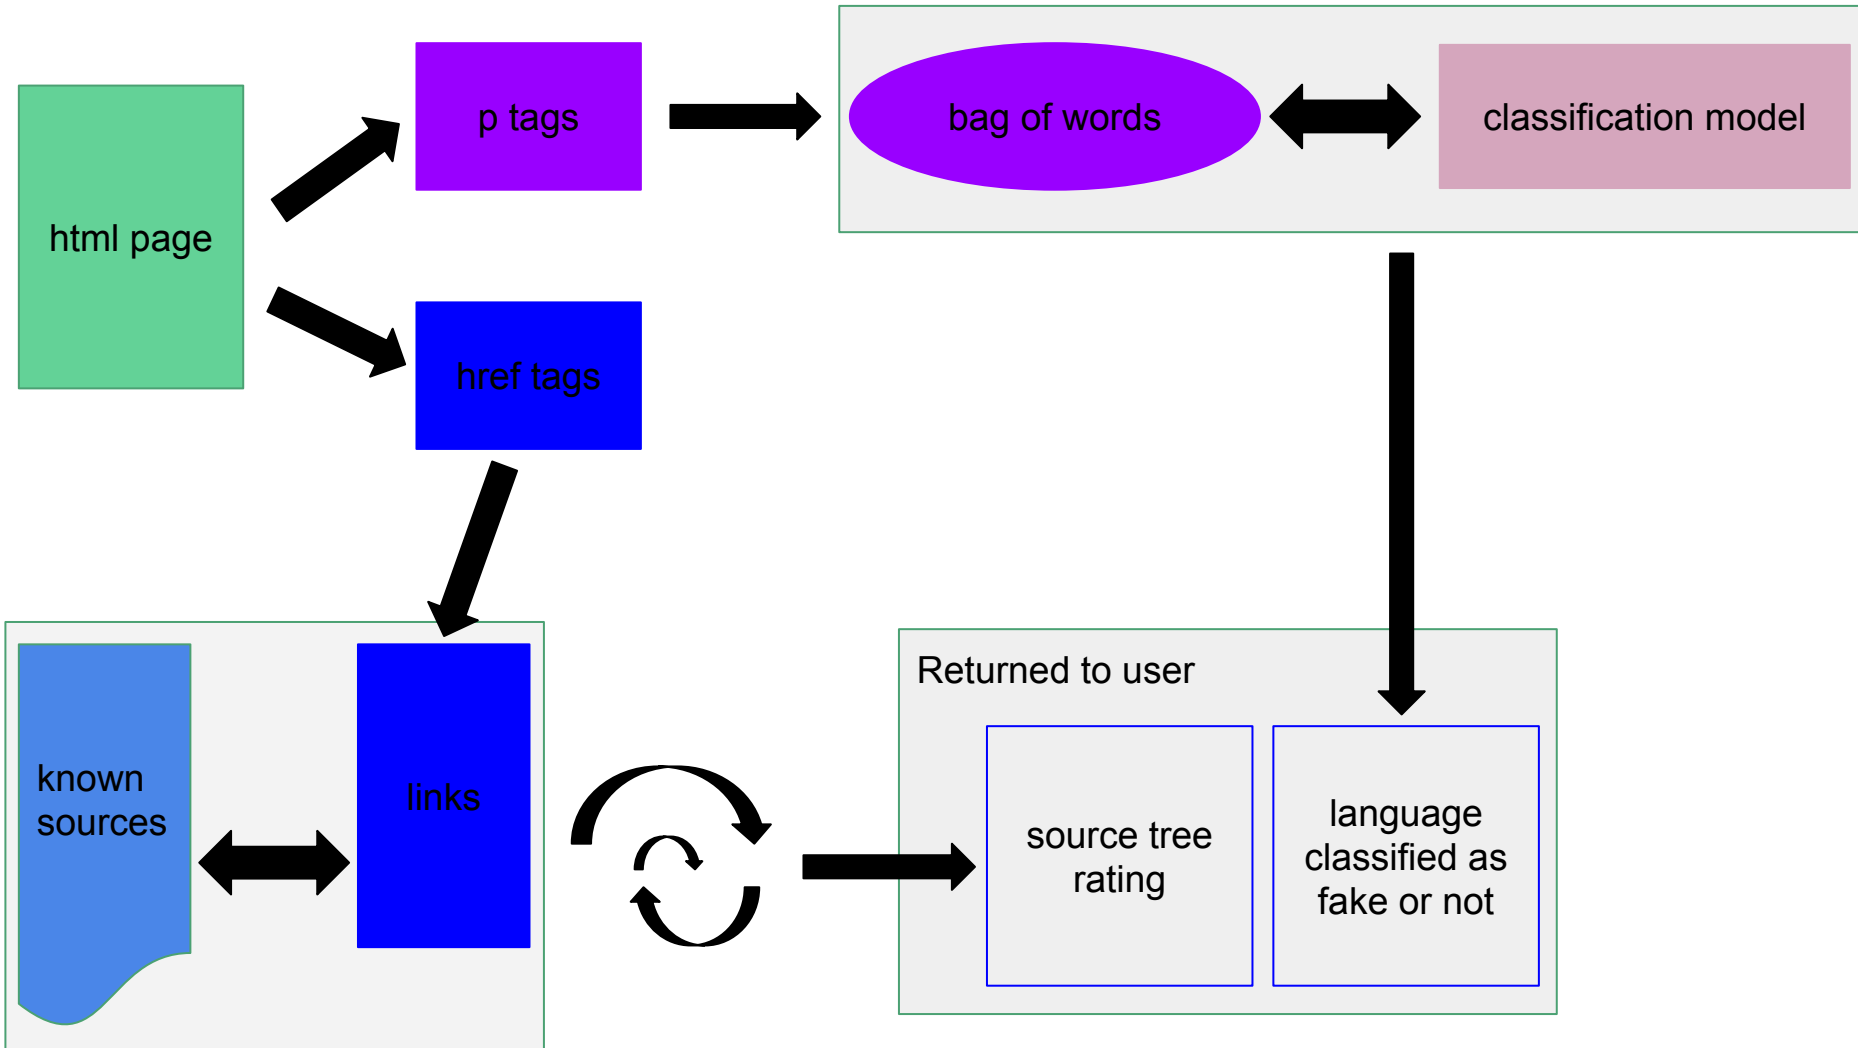 p tags
bag of words
classification model
html page
href tags
Returned to user
known
sources
links
source tree
rating
language
classified as
fake or not